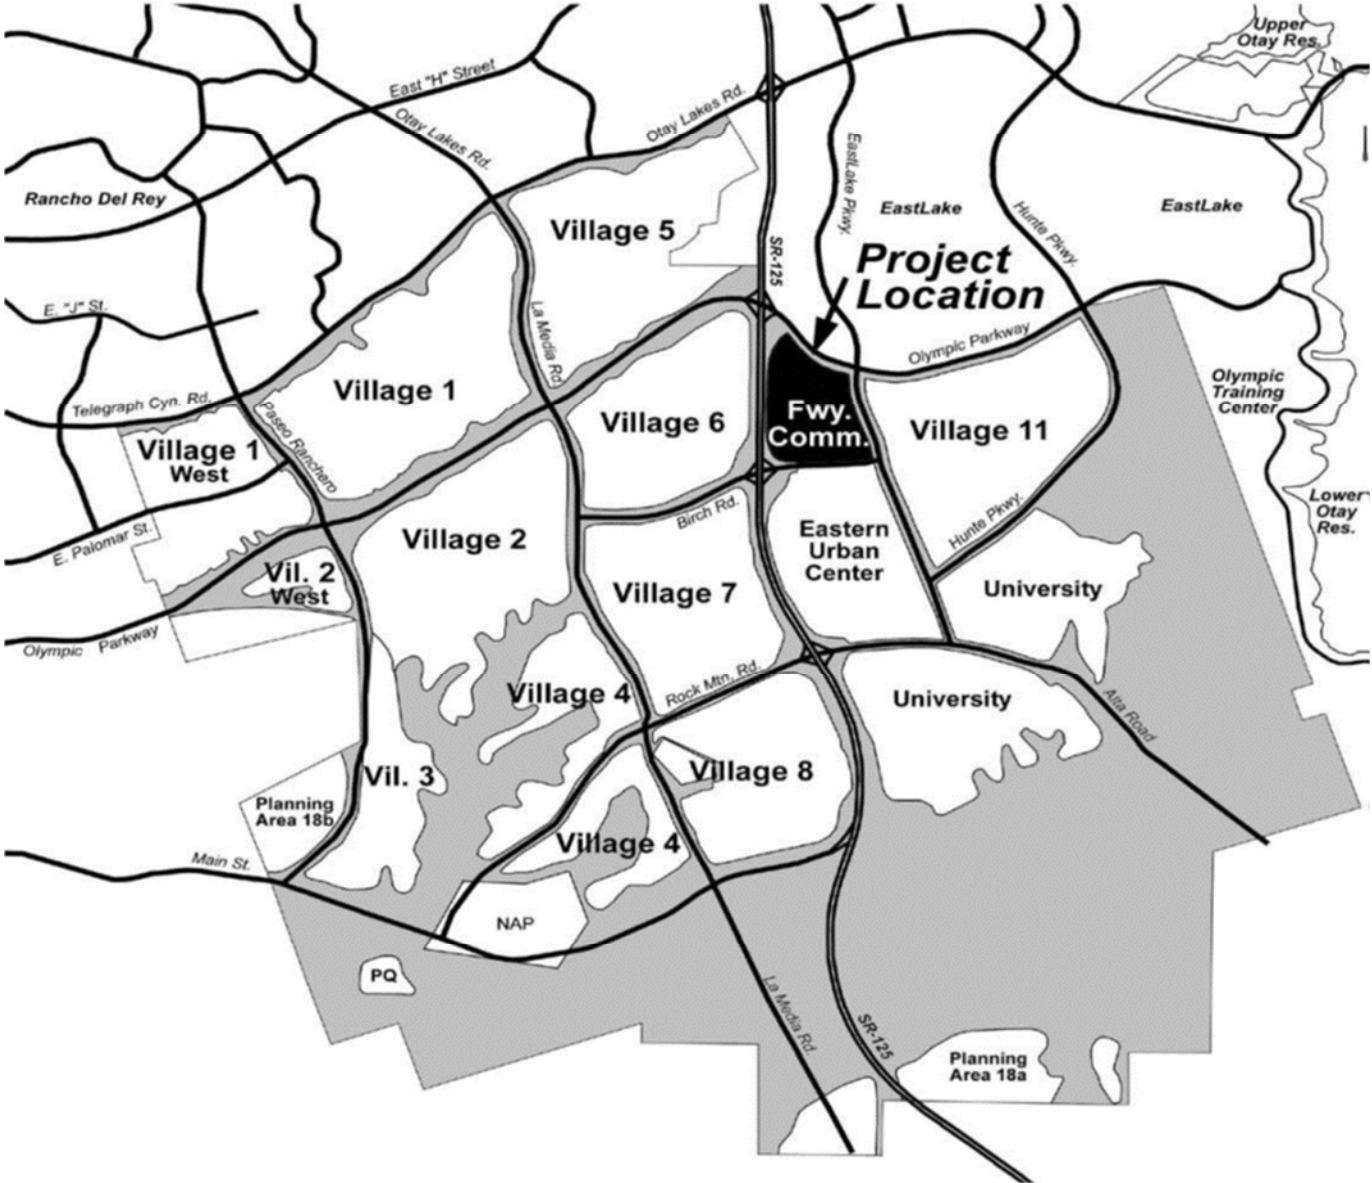 Upper
Otay Res.
East "H" Street
Otay Lakes Rd.
Otay Lakes Rd.
EastLake Pkwy.
Rancho Del Rey
EastLake
EastLake
Hunte Pkwy.
Village 5
SR-125
Project
Location
E. "J" St.
La Media Rd.
Olympic Parkway
Village 1
Telegraph Cyn. Rd.
Paseo Ranchero
Olympic
Training
Center
Village 6
Fwy.
Comm.
Village 11
Village 1
West
Lower
Otay
Res.
Birch Rd.
Hunte Pkwy.
E. Palomar St.
Village 2
Eastern
Urban
Center
Vil. 2
West
Village 7
University
Olympic Parkway
Village 4
Rock Mtn. Rd.
University
Alta Road
Vil. 3
Village 8
Planning
Area 18b
Village 4
Main St.
NAP
PQ
La Media Rd.
SR-125
Planning
Area 18a